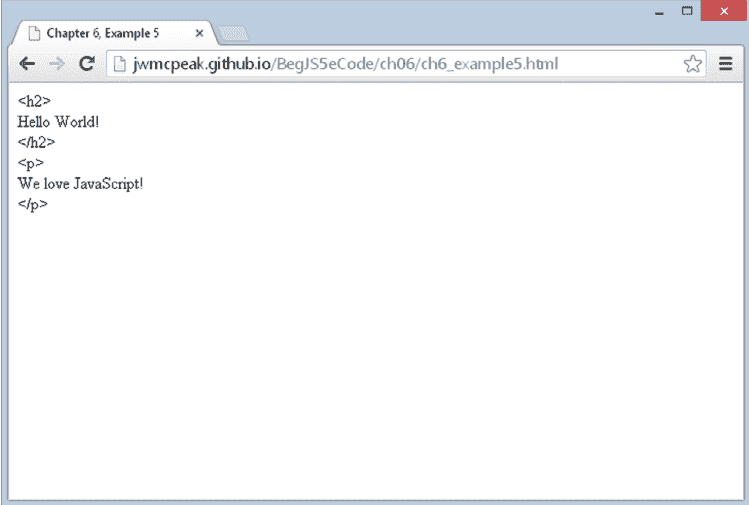 Chapter 6, Example 5
jwmcpeak.github.io/BegJS5eCode/ch06/ch6_example5.html
<h2>
Hello World!
</h2>
<p>
We love JavaScript!
</p>